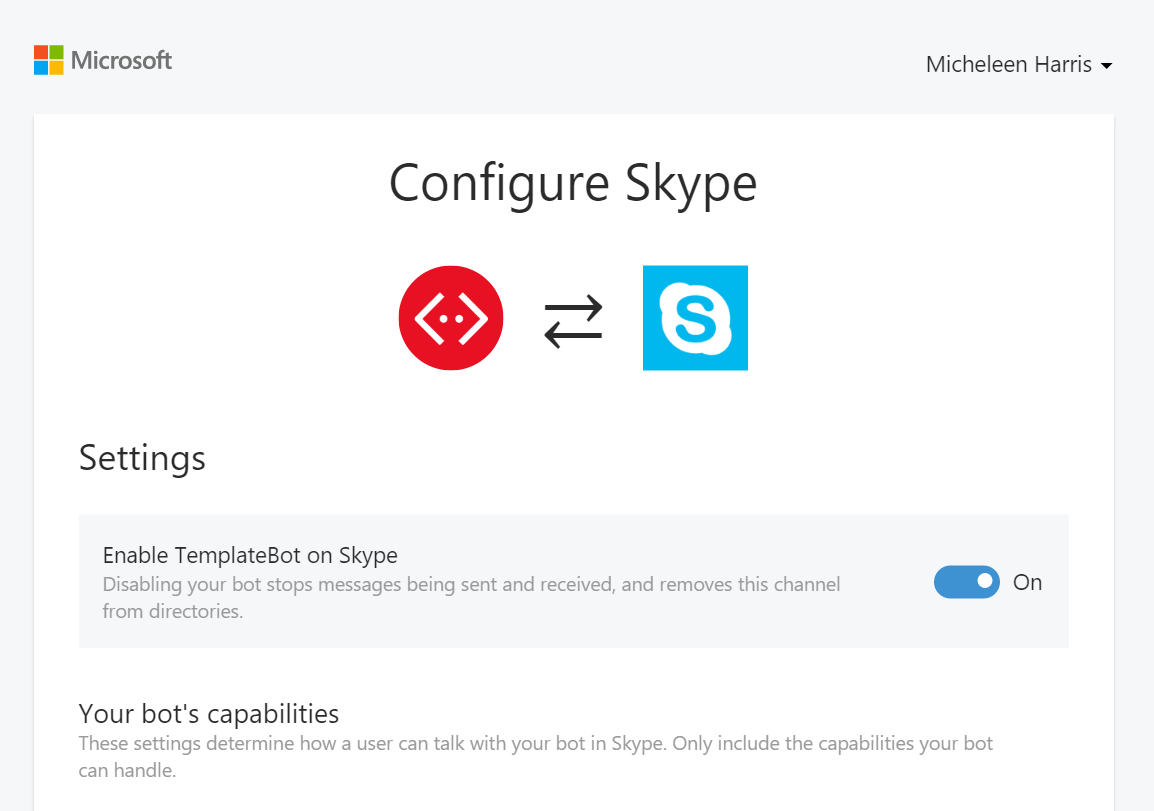 Microsoft
Micheleen Harris
Configure Skype
Settings
Enable TemplateBot on Skype
Disabling your bot stops messages being sent and received, and removes this channel
from directories.
On
Your bot's capabilities
These settings determine how a user can talk with your bot in Skype. Only include the capabilities your bot
can handle.